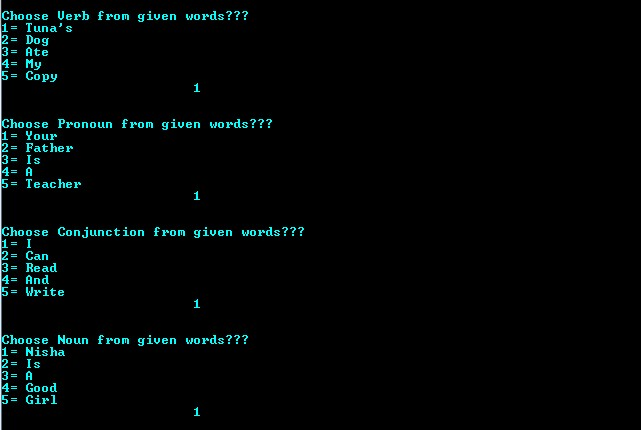 Choose Verb from given words???
1= Tuna's
2= Dog
3= Ate
4= My
5= Copy
1
Choose Pronoun from given words???
1= Your
2= Father
3= Is
4= A
5= Teacher
1
Choose Conjunction from given words???
1= I
2= Can
3= Read
4= And
5= Write
1
Choose Noun from given words???
1= Nisha
2= Is
3= A
4= Good
5= Girl
1